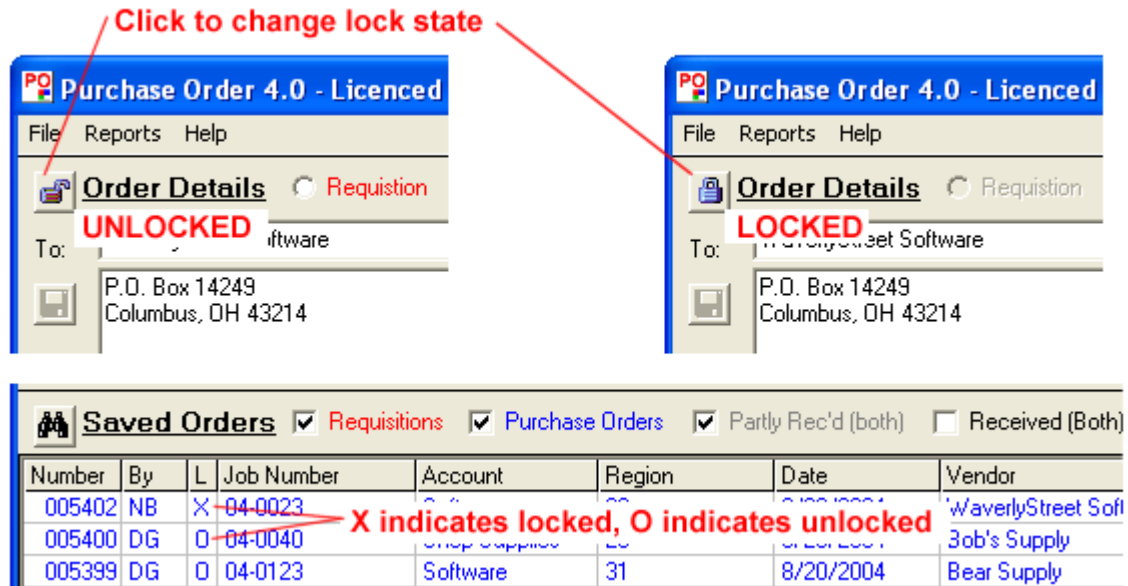 Click to change lock state
PO Purchase Order 4.0 - Licenced
File Reports Help
Order Details Requistion
UNLOCKED
To: ftware
P.O. Box 14249
Columbus, OH 43214
PO Purchase Order 4.0 - Licenced
File Reports Help
Order Details Requistion
LOCKED
To: WaverlyStreet Software
P.O. Box 14249
Columbus, OH 43214
Saved Orders Requisitions Purchase Orders Partly Rec'd (both) Received (Both)
Number By L Job Number Account Region Date Vendor
005402 NB X 04-0023 WaverlyStreet Soft
X indicates locked, O indicates unlocked
005400 DG O 04-0040 Bob's Supply
005399 DG O 04-0123 Software 31 8/20/2004 Bear Supply